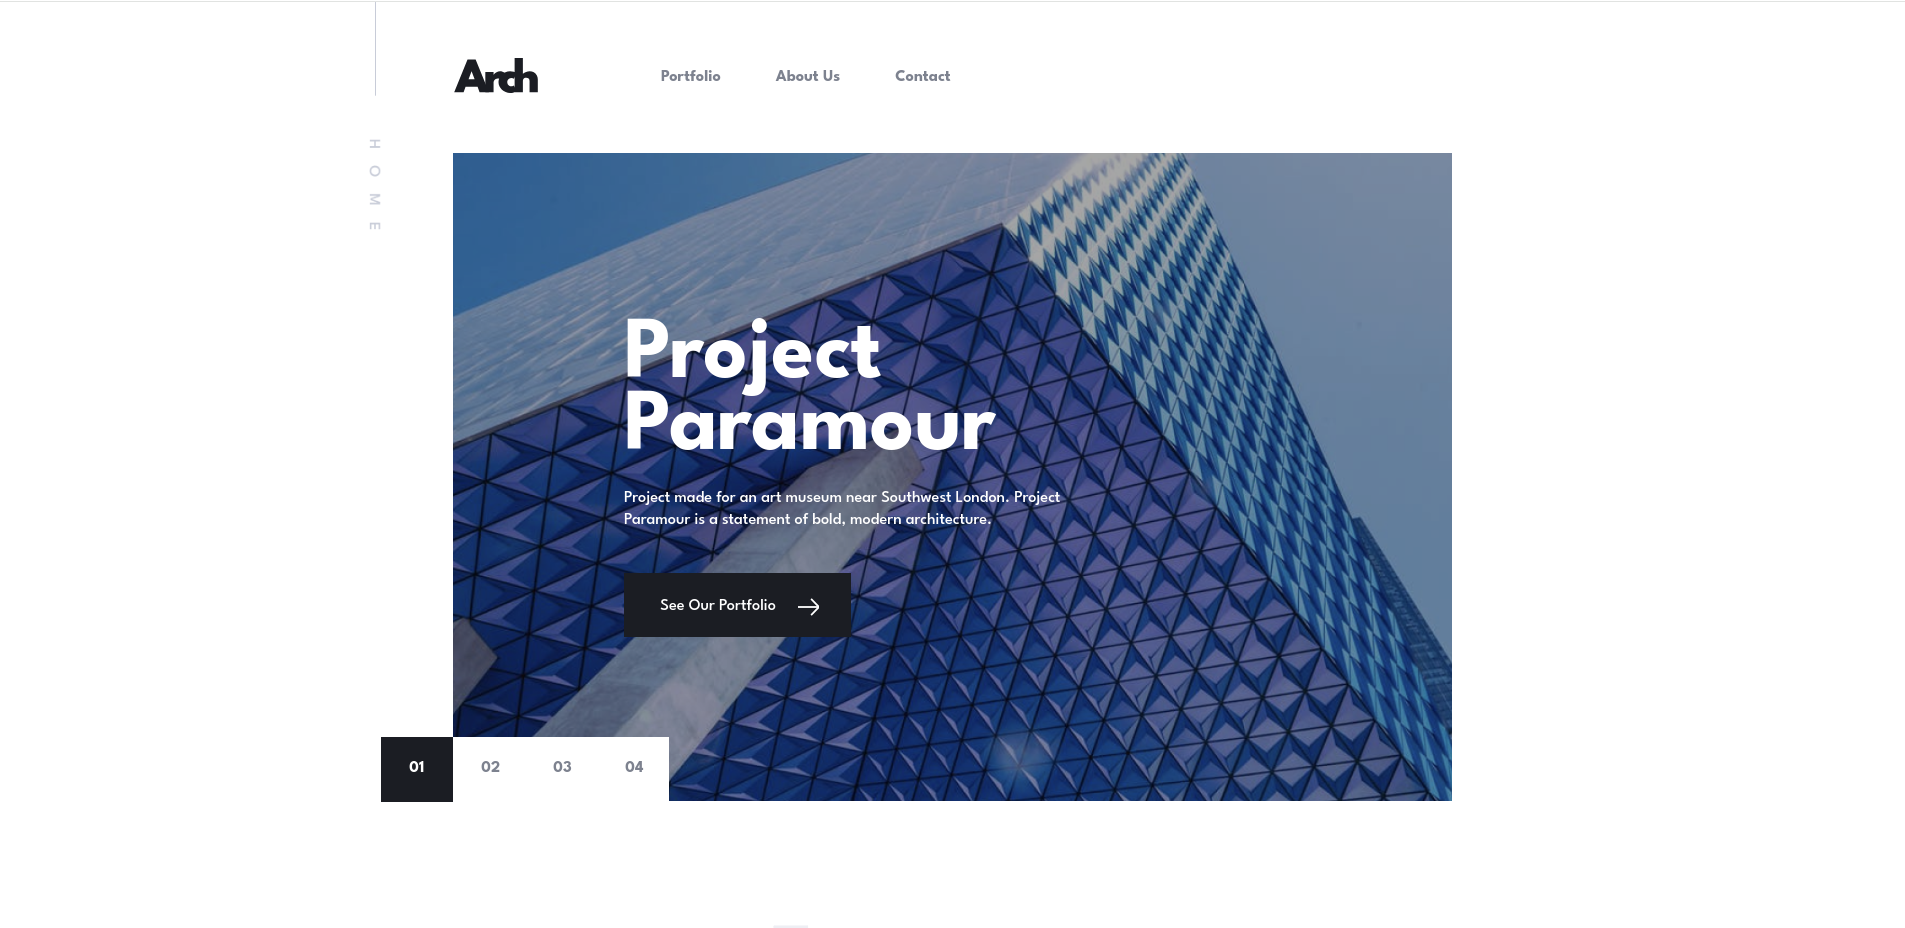 Arch
Portfolio
About Us
Contact
HOME
Project
Paramour
Project made for an art museum near Southwest London. Project
Paramour is a statement of bold, modern architecture.
See Our Portfolio
01
02
03
04